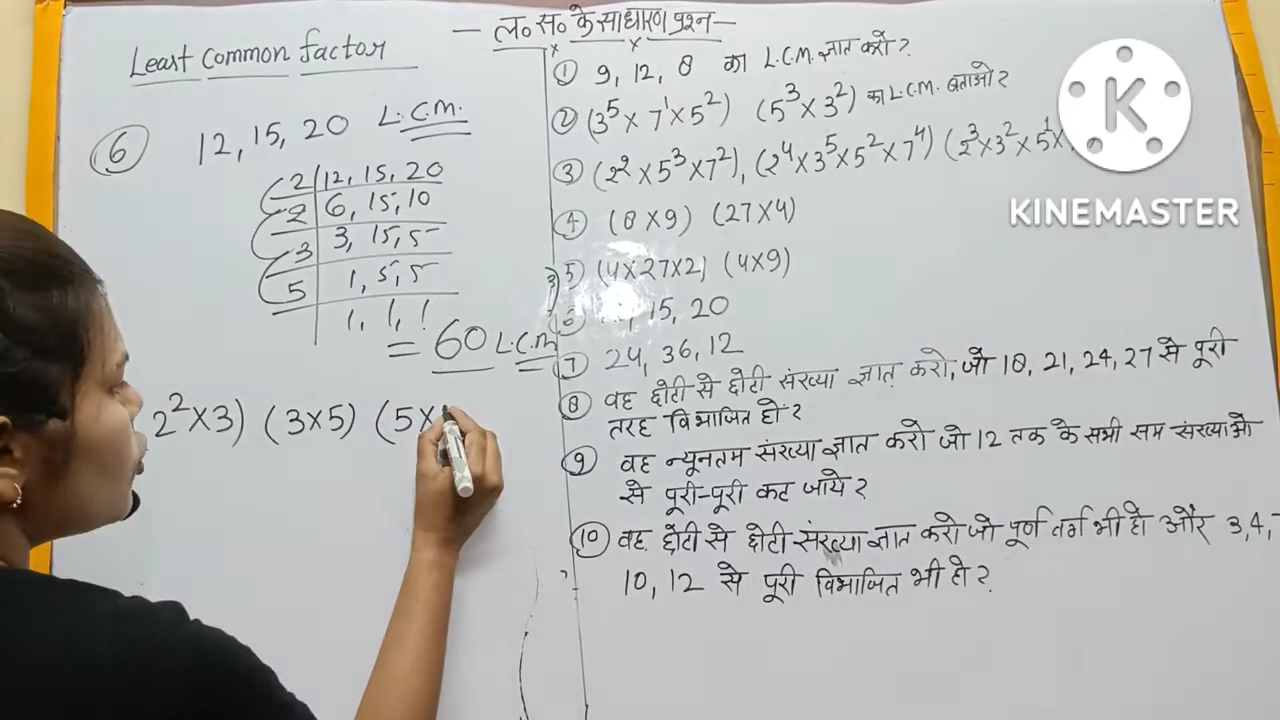 — ल० स० के साधारण प्रश्न —
Least common factor
⑥ 12, 15, 20 L.C.M.
2 | 12, 15, 20
2 | 6, 15, 10
3 | 3, 15, 5
5 | 1, 5, 5
1, 1, 1
= 60 L.C.M
2² × 3) (3 × 5) (5 ×
① 9, 12, 8 का L.C.M. ज्ञात करो ?
② (3⁵ × 7¹ × 5²) (5³ × 3²) का L.C.M. बताओ ?
③ (2² × 5³ × 7²), (2⁴ × 3⁵ × 5² × 7⁴) (2³ × 3² × 5¹ ×
④ (8 × 9) (27 × 4)
5) (4 × 27 × 2) (4 × 9)
15, 20
⑦ 24, 36, 12
⑧ वह छोटी से छोटी संख्या ज्ञात करो, जो 18, 21, 24, 27 से पूरी
तरह विभाजित हो ?
⑨ वह न्यूनतम संख्या ज्ञात करो जो 12 तक के सभी सम संख्याओ
से पूरी-पूरी कट जाये ?
⑩ वह छोटी से छोटी संख्या ज्ञात करो जो पूर्ण वर्ग भी हो और 3, 4,
10, 12 से पूरी विभाजित भी हो ?
K
KINEMASTER